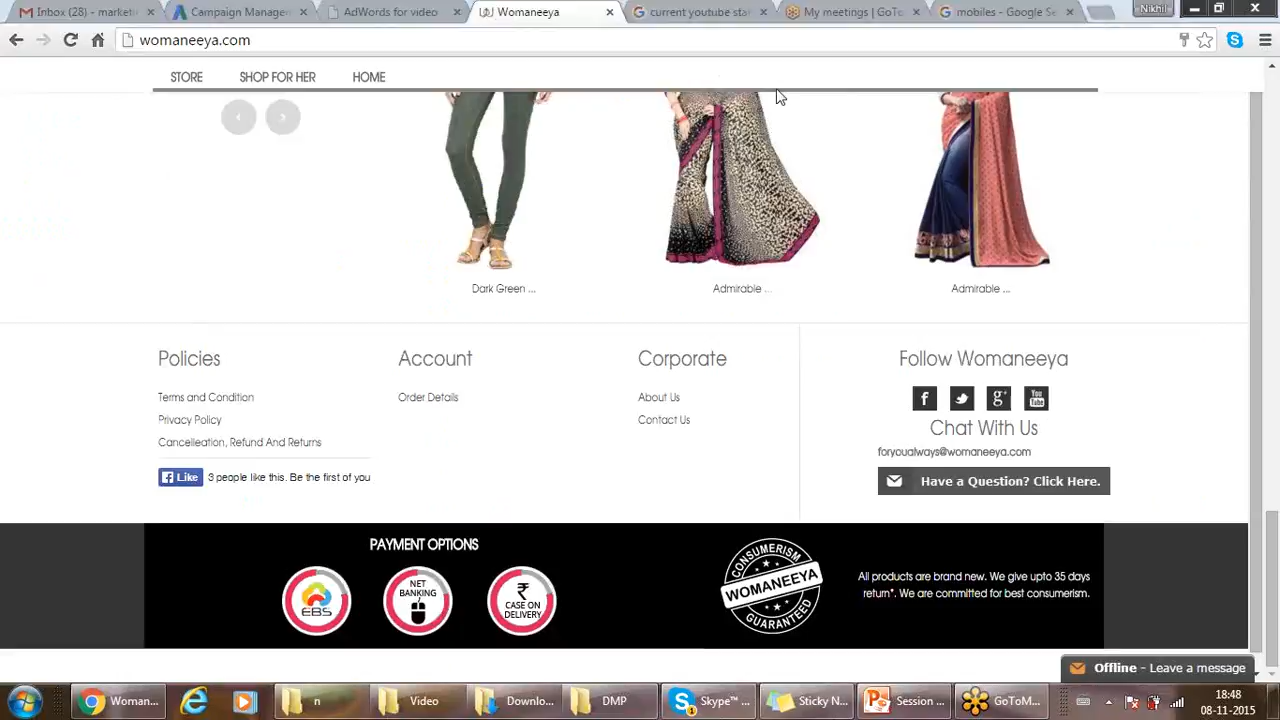 Inbox (28) - marketi
Campaign Manage
AdWords for video
Womaneeya
current youtube sta
My meetings | GoTo
mobiles - Google Se
Nikhil
womaneeya.com
STORE SHOP FOR HER HOME
Dark Green ...
Admirable ...
Admirable ...
Policies
Terms and Condition
Privacy Policy
Cancelleation, Refund And Returns
Like 3 people like this. Be the first of you
Account
Order Details
Corporate
About Us
Contact Us
Follow Womaneeya
f
g+
You
Tube
Chat With Us
foryoualways@womaneeya.com
Have a Question? Click Here.
PAYMENT OPTIONS
EBS
NET
BANKING
₹
CASE ON
DELIVERY
CONSUMERISM
WOMANEEYA
GUARANTEED
All products are brand new. We give upto 35 days
return*. We are committed for best consumerism.
Offline - Leave a message
Woman...
n
Video
Downlo...
DMP
Skype™ ...
Sticky N...
Session ...
GoToM...
18:48
08-11-2015